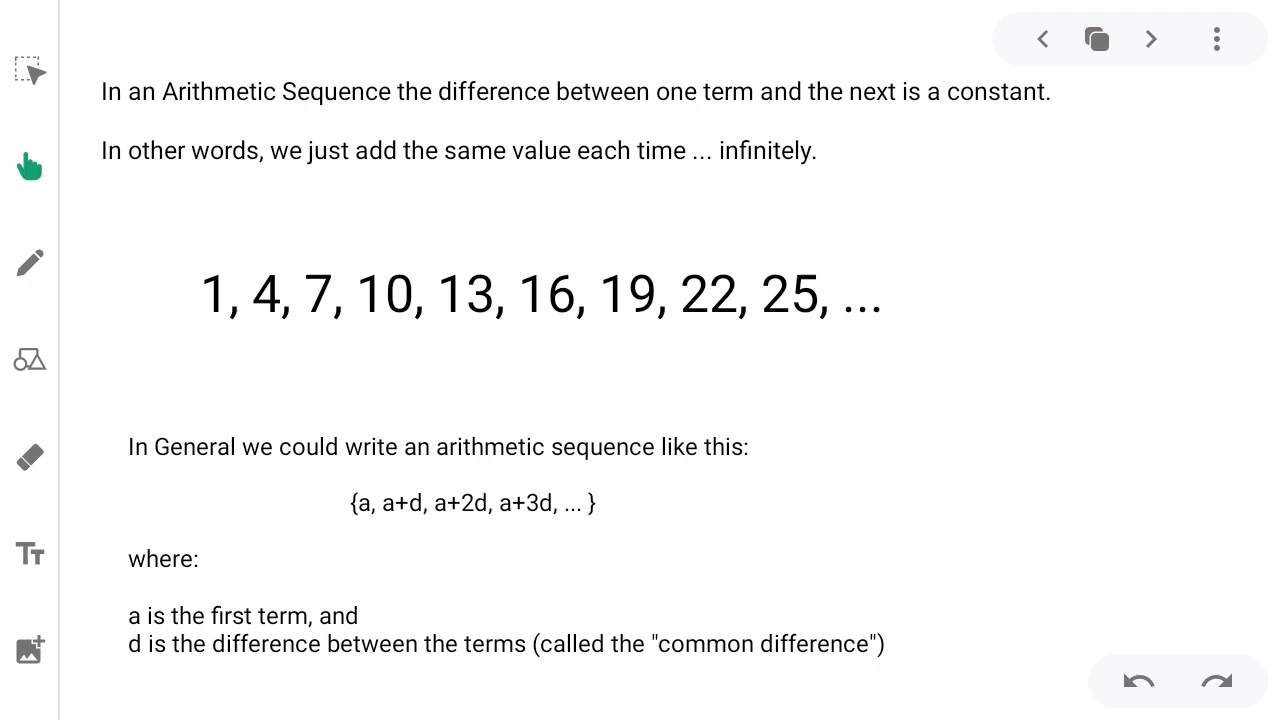 In an Arithmetic Sequence the difference between one term and the next is a constant.
In other words, we just add the same value each time ... infinitely.
1, 4, 7, 10, 13, 16, 19, 22, 25, ...
In General we could write an arithmetic sequence like this:
{a, a+d, a+2d, a+3d, ... }
where:
a is the first term, and
d is the difference between the terms (called the "common difference")